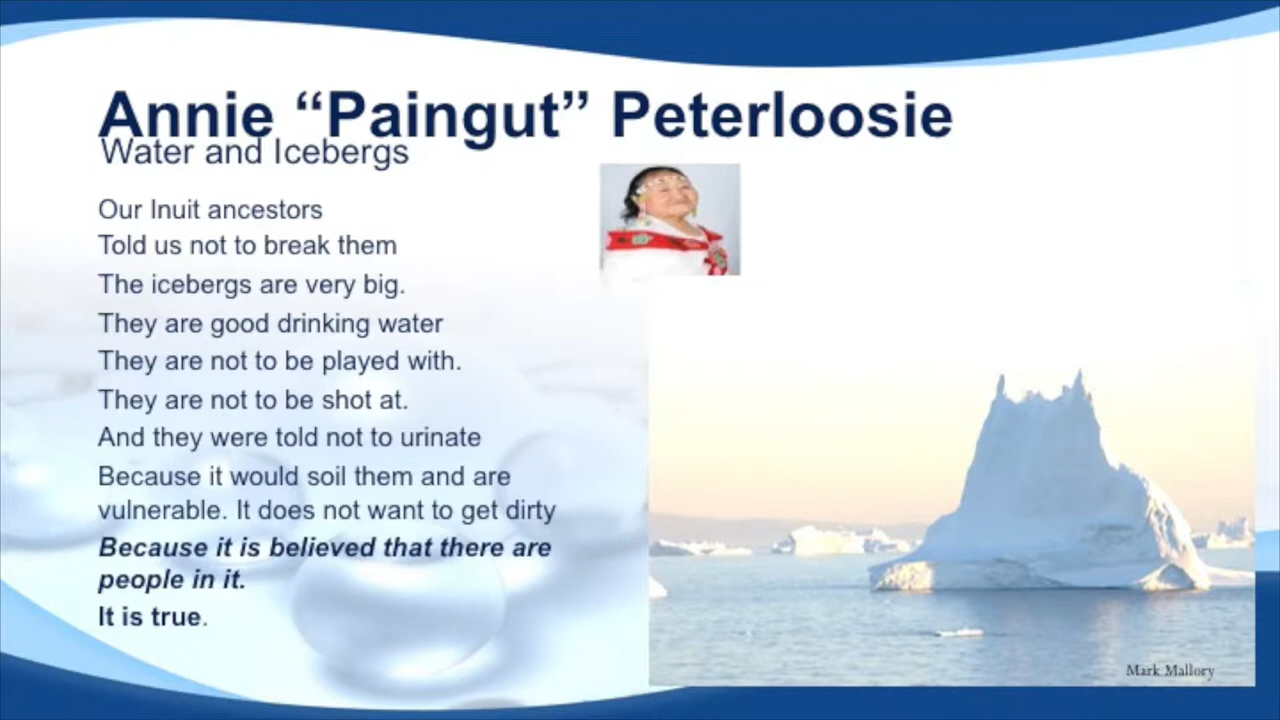 Annie “Paingut” Peterloosie
Water and Icebergs
Our Inuit ancestors
Told us not to break them
The icebergs are very big.
They are good drinking water
They are not to be played with.
They are not to be shot at.
And they were told not to urinate
Because it would soil them and are
vulnerable. It does not want to get dirty
Because it is believed that there are
people in it.
It is true.
Mark Mallory